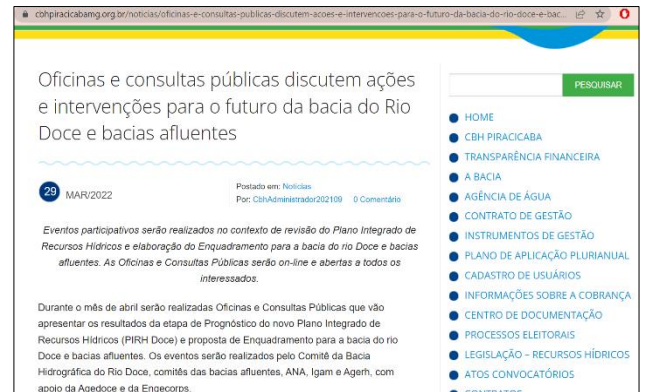 cbhpiracicabamg.org.br/noticias/oficinas-e-consultas-publicas-discutem-acoes-e-intervencoes-para-o-futuro-da-bacia-do-rio-doce-e-bac...
Oficinas e consultas públicas discutem ações
e intervenções para o futuro da bacia do Rio
Doce e bacias afluentes
29 MAR/2022
Postado em: Notícias
Por: CbhAdministrador202109 0 Comentário
Eventos participativos serão realizados no contexto de revisão do Plano Integrado de
Recursos Hídricos e elaboração do Enquadramento para a bacia do rio Doce e bacias
afluentes. As Oficinas e Consultas Públicas serão on-line e abertas a todos os
interessados.
Durante o mês de abril serão realizadas Oficinas e Consultas Públicas que vão
apresentar os resultados da etapa de Prognóstico do novo Plano Integrado de
Recursos Hídricos (PIRH Doce) e proposta de Enquadramento para a bacia do rio
Doce e bacias afluentes. Os eventos serão realizados pelo Comitê da Bacia
Hidrográfica do Rio Doce, comitês das bacias afluentes, ANA, Igam e Agerh, com
apoio da Agedoce e da Engecorps.
PESQUISAR
HOME
CBH PIRACICABA
TRANSPARÊNCIA FINANCEIRA
A BACIA
AGÊNCIA DE ÁGUA
CONTRATO DE GESTÃO
INSTRUMENTOS DE GESTÃO
PLANO DE APLICAÇÃO PLURIANUAL
CADASTRO DE USUÁRIOS
INFORMAÇÕES SOBRE A COBRANÇA
CENTRO DE DOCUMENTAÇÃO
PROCESSOS ELEITORAIS
LEGISLAÇÃO – RECURSOS HÍDRICOS
ATOS CONVOCATÓRIOS
CONTRATOS